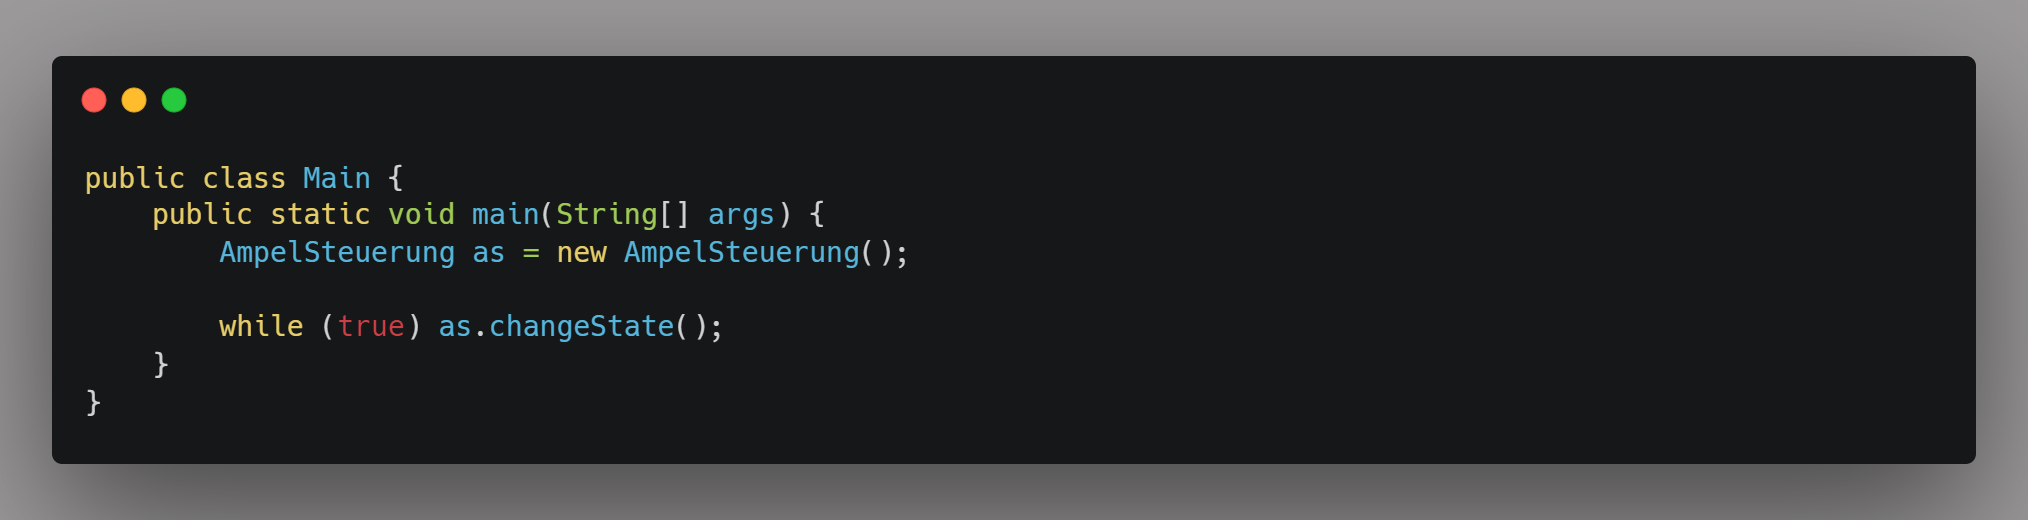 public class Main {
    public static void main(String[] args) {
        AmpelSteuerung as = new AmpelSteuerung();

        while (true) as.changeState();
    }
}